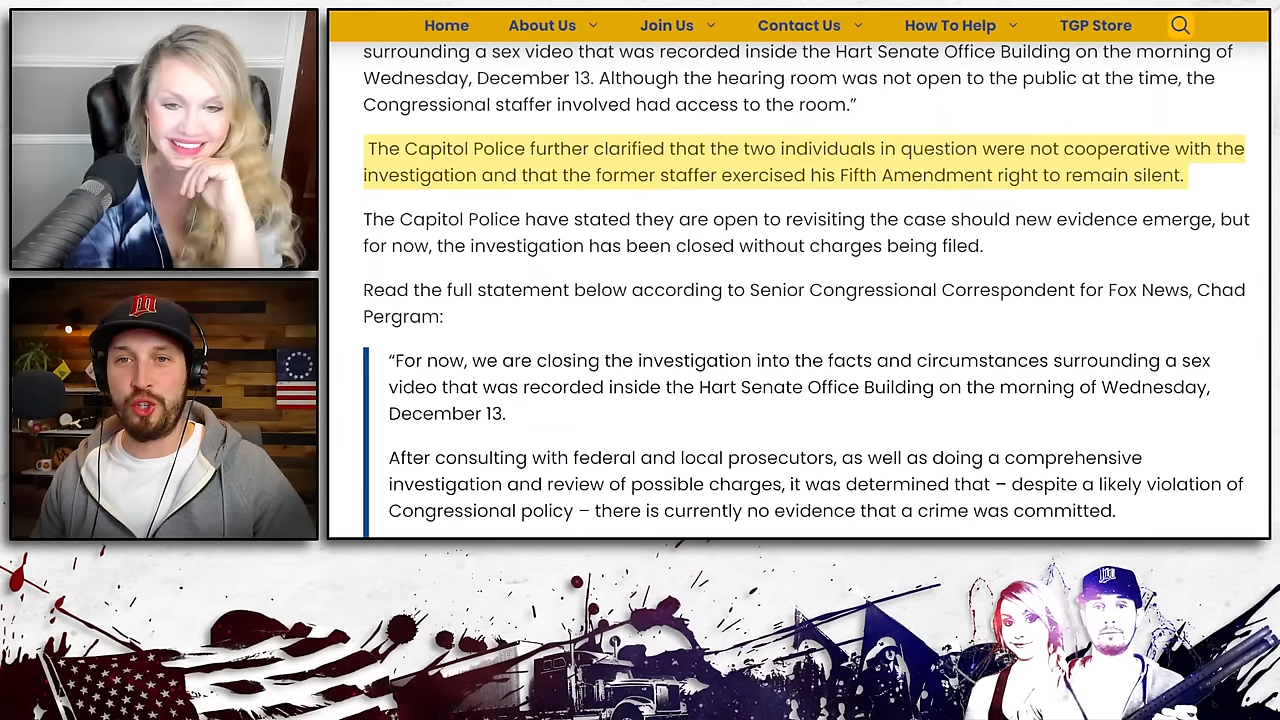 Home About Us Join Us Contact Us How To Help TGP Store
surrounding a sex video that was recorded inside the Hart Senate Office Building on the morning of
Wednesday, December 13. Although the hearing room was not open to the public at the time, the
Congressional staffer involved had access to the room.”
The Capitol Police further clarified that the two individuals in question were not cooperative with the
investigation and that the former staffer exercised his Fifth Amendment right to remain silent.
The Capitol Police have stated they are open to revisiting the case should new evidence emerge, but
for now, the investigation has been closed without charges being filed.
Read the full statement below according to Senior Congressional Correspondent for Fox News, Chad
Pergram:
“For now, we are closing the investigation into the facts and circumstances surrounding a sex
video that was recorded inside the Hart Senate Office Building on the morning of Wednesday,
December 13.
After consulting with federal and local prosecutors, as well as doing a comprehensive
investigation and review of possible charges, it was determined that – despite a likely violation of
Congressional policy – there is currently no evidence that a crime was committed.